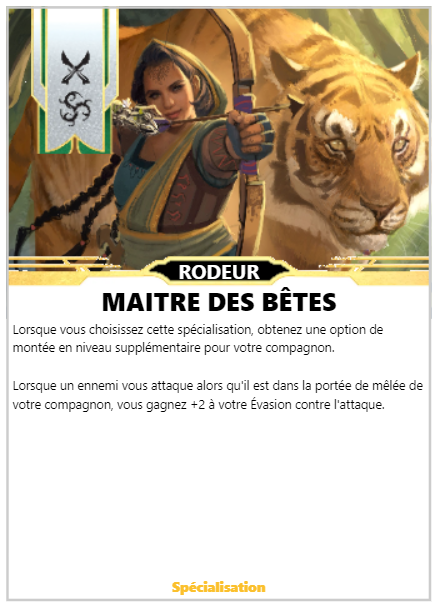 RODEUR
MAITRE DES BÊTES
Lorsque vous choisissez cette spécialisation, obtenez une option de
montée en niveau supplémentaire pour votre compagnon.
Lorsque un ennemi vous attaque alors qu'il est dans la portée de mêlée de
votre compagnon, vous gagnez +2 à votre Évasion contre l'attaque.
Spécialisation